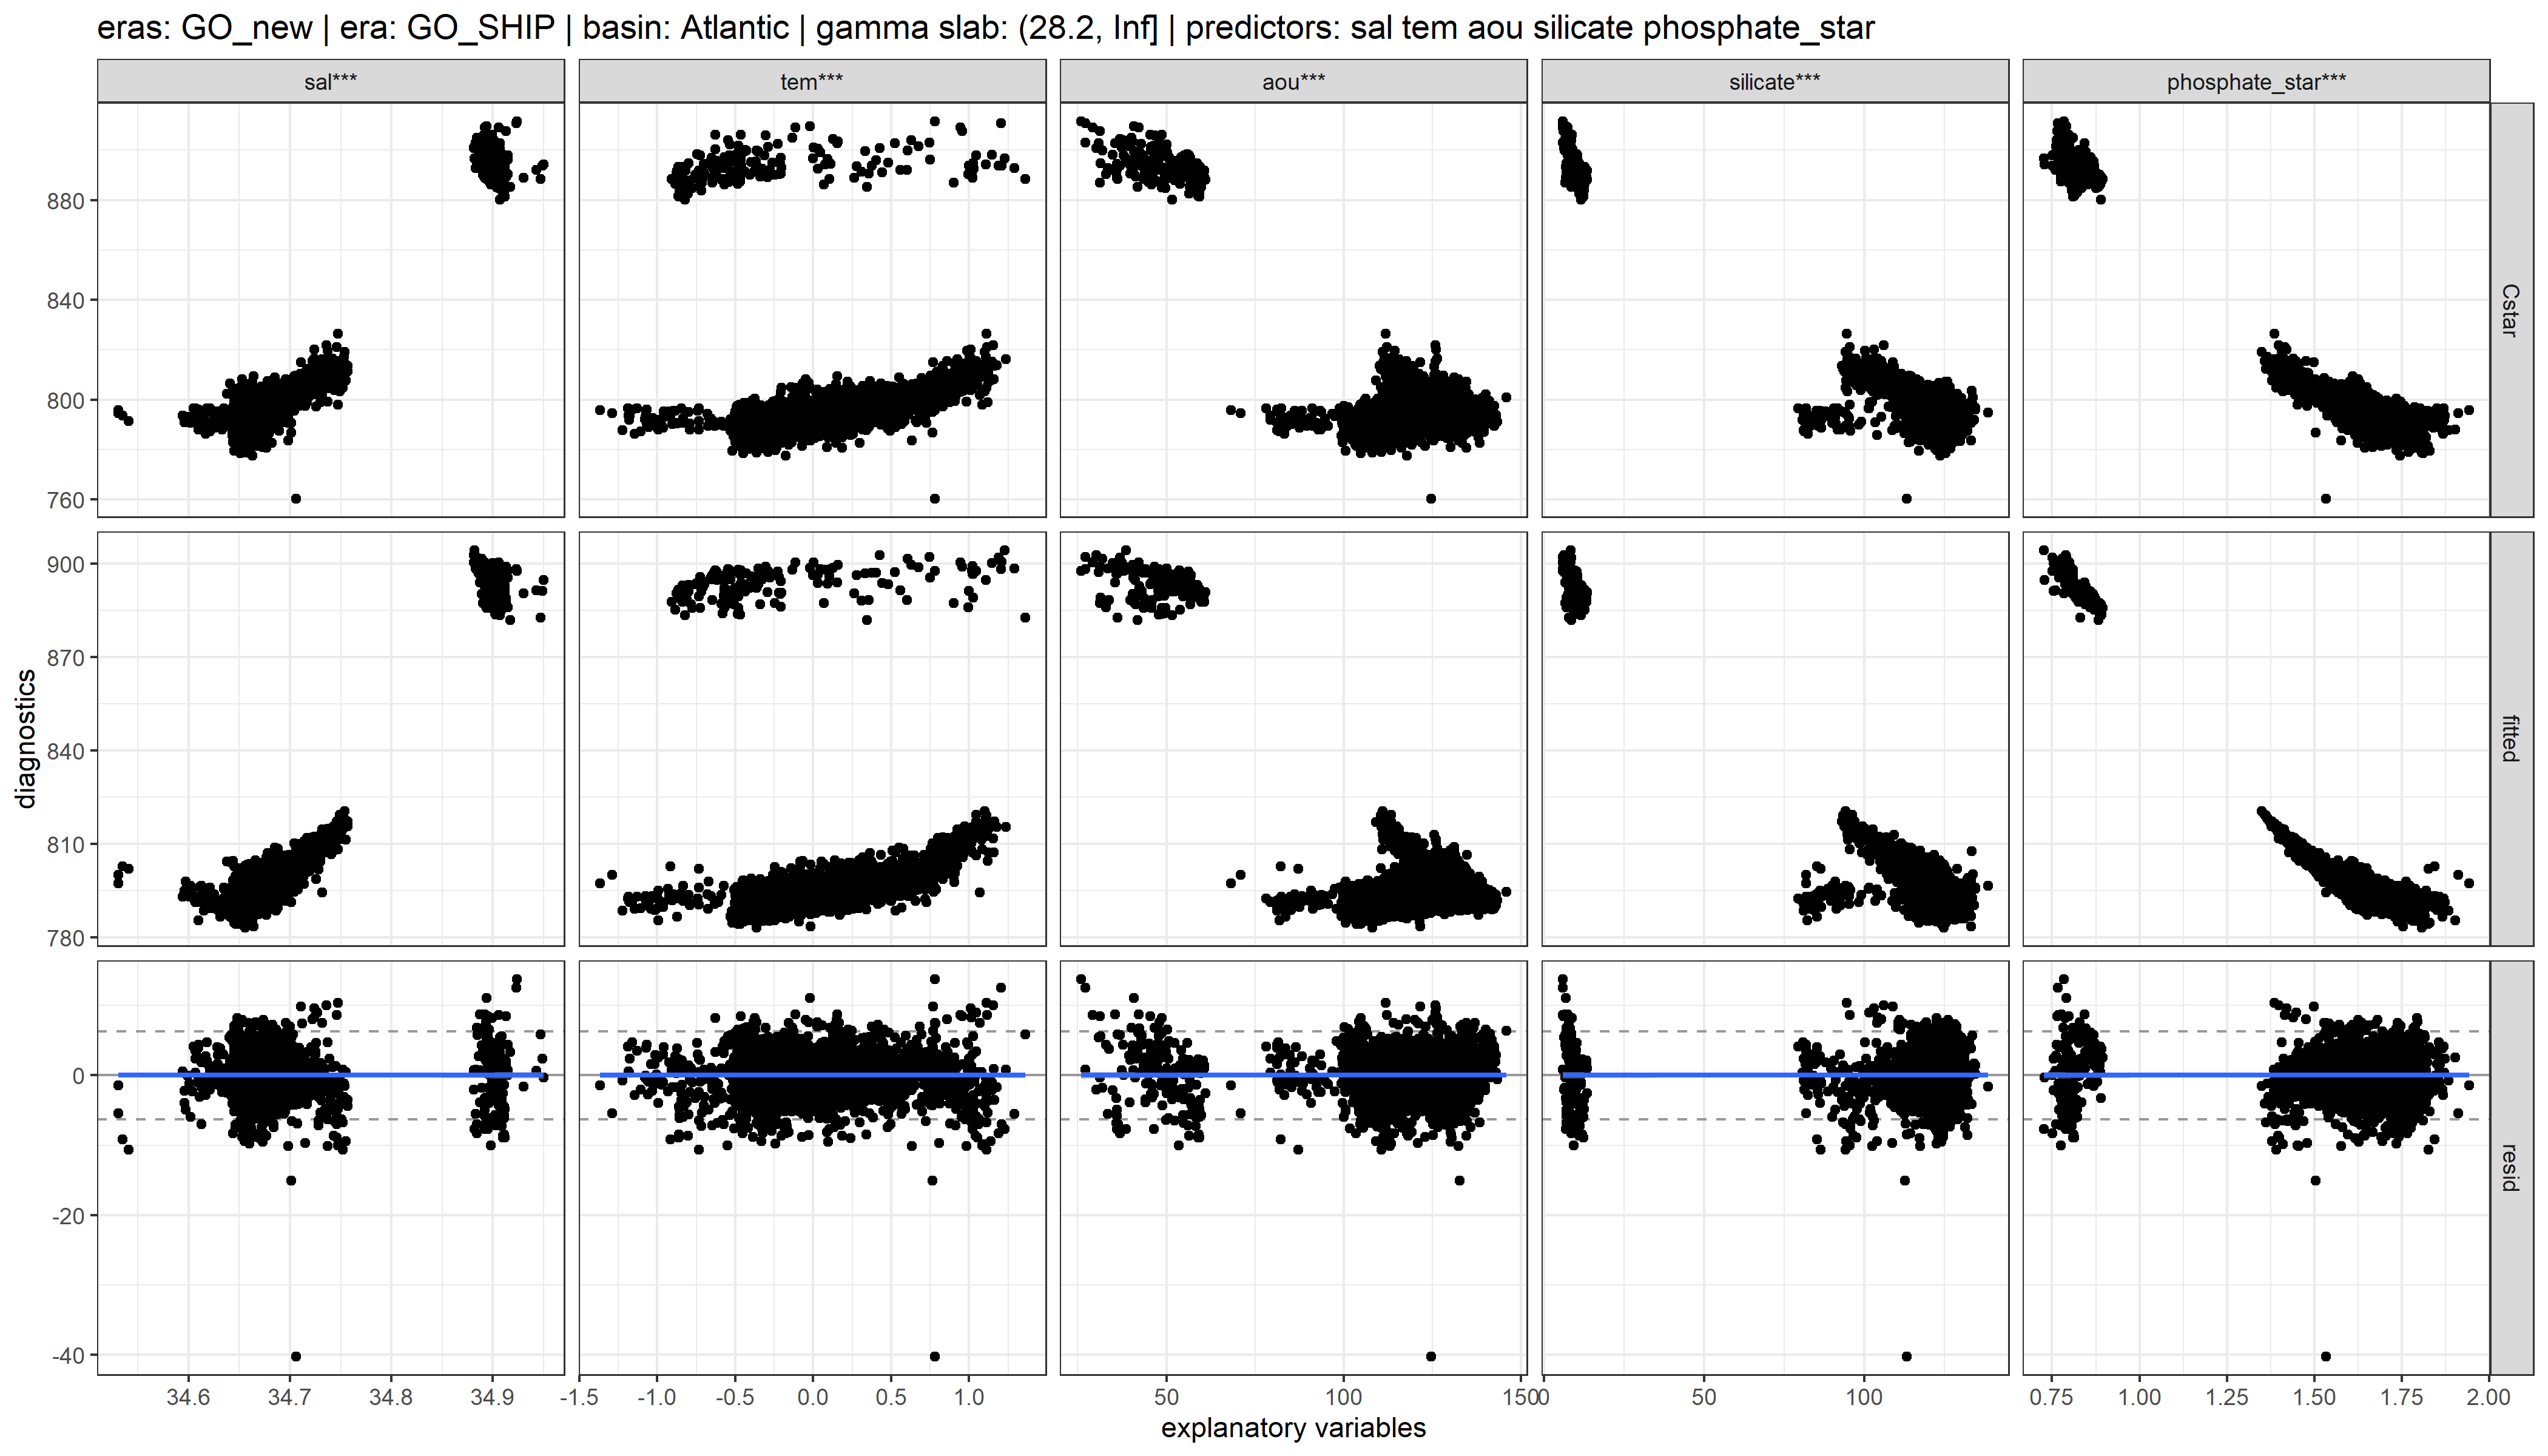 eras: GO_new | era: GO_SHIP | basin: Atlantic | gamma slab: (28.2, Inf] | predictors: sal tem aou silicate phosphate_star
sal*** tem*** aou*** silicate*** phosphate_star***
880
840
800
760
Cstar
900
870
840
810
780
fitted
diagnostics
0
-20
-40
resid
34.6 34.7 34.8 34.9 -1.5 -1.0 -0.5 0.0 0.5 1.0 50 100 150 0 50 100 0.75 1.00 1.25 1.50 1.75 2.00
explanatory variables